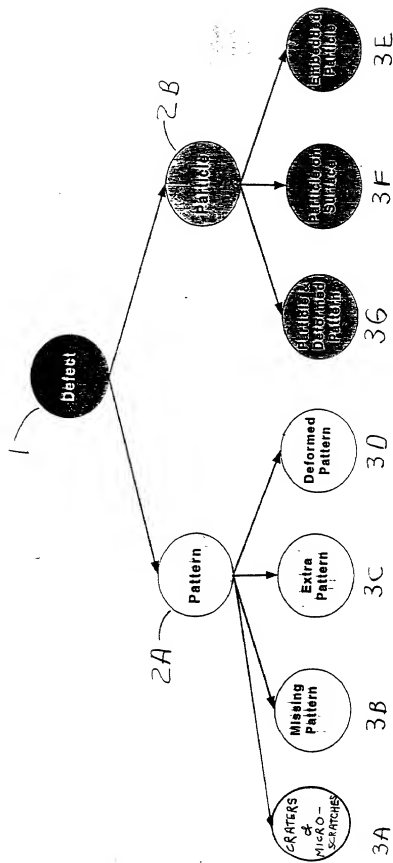 1
Defect
2A
Pattern
2B
Particle
CRATERS
&
MICRO-
SCRATCHES
Missing
Pattern
Extra
Pattern
Deformed
Pattern
Particle &
Deformed
Pattern
Particle on
Surface
Embedded
Particle
3A
3B
3C
3D
3G
3F
3E